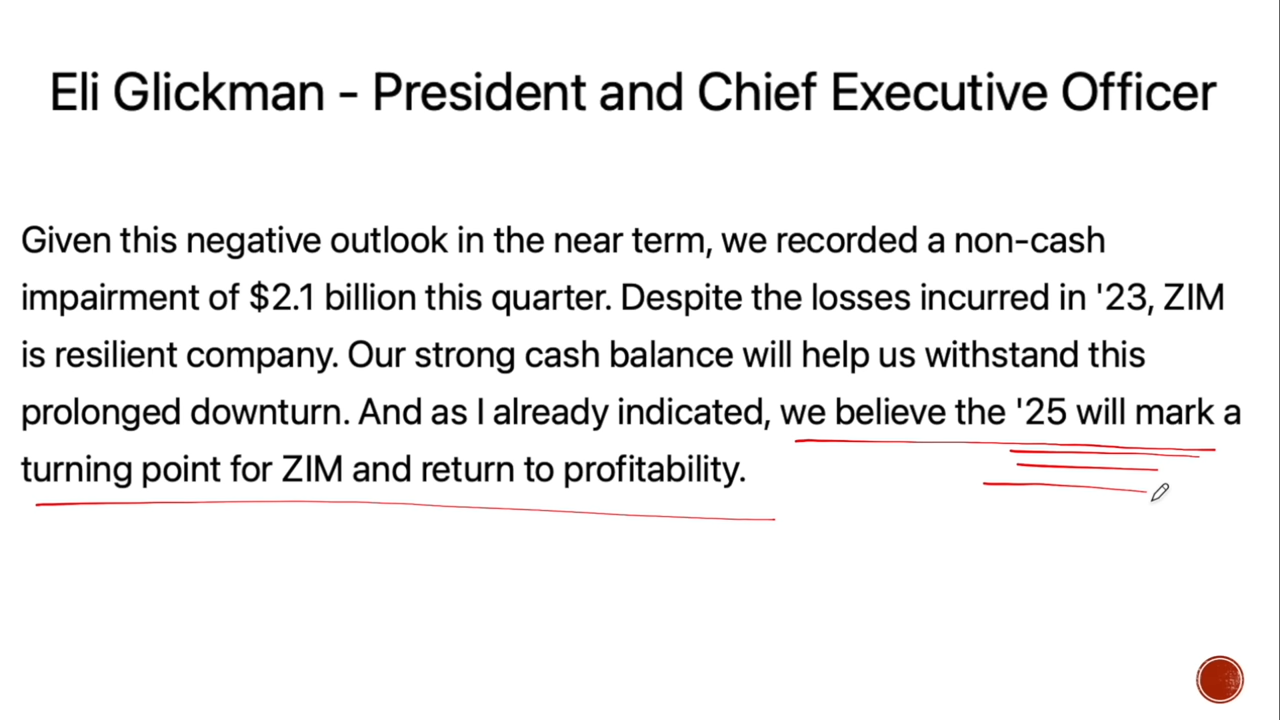 Eli Glickman - President and Chief Executive Officer
Given this negative outlook in the near term, we recorded a non-cash
impairment of $2.1 billion this quarter. Despite the losses incurred in '23, ZIM
is resilient company. Our strong cash balance will help us withstand this
prolonged downturn. And as I already indicated, we believe the '25 will mark a
turning point for ZIM and return to profitability.